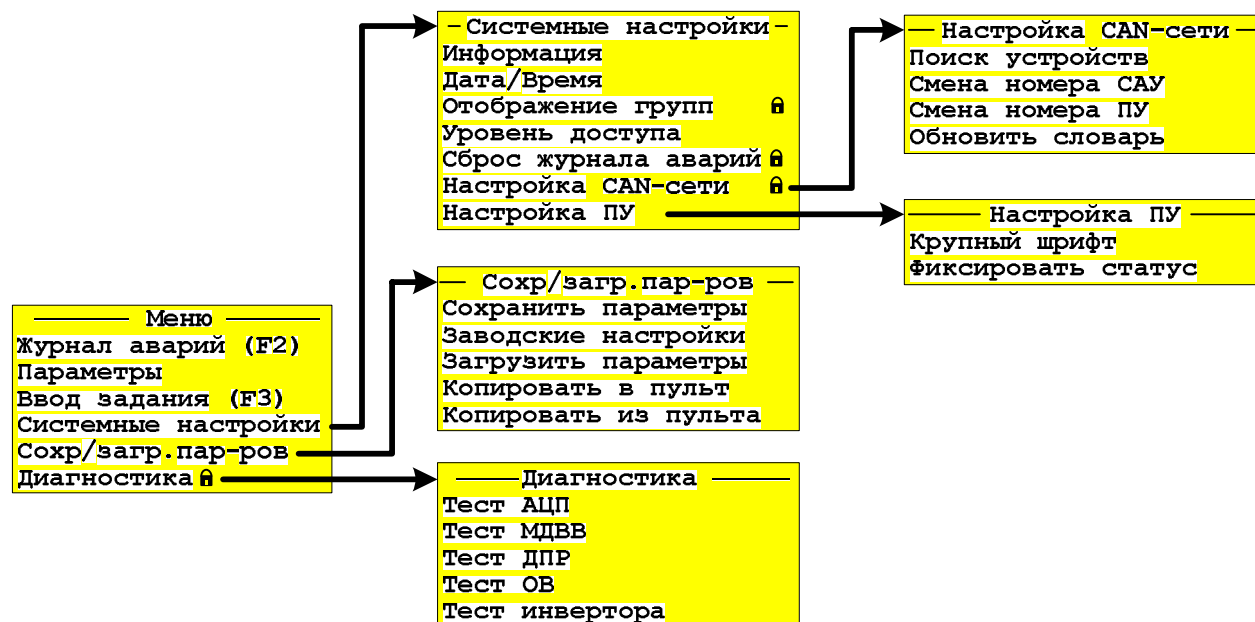 Меню
Журнал аварий (F2)
Параметры
Ввод задания (F3)
Системные настройки
Сохр/загр.пар-ров
Диагностика
Системные настройки
Информация
Дата/Время
Отображение групп
Уровень доступа
Сброс журнала аварий
Настройка CAN-сети
Настройка ПУ
Сохр/загр.пар-ров
Сохранить параметры
Заводские настройки
Загрузить параметры
Копировать в пульт
Копировать из пульта
Диагностика
Тест АЦП
Тест МДВВ
Тест ДПР
Тест ОВ
Тест инвертора
Настройка CAN-сети
Поиск устройств
Смена номера САУ
Смена номера ПУ
Обновить словарь
Настройка ПУ
Крупный шрифт
Фиксировать статус